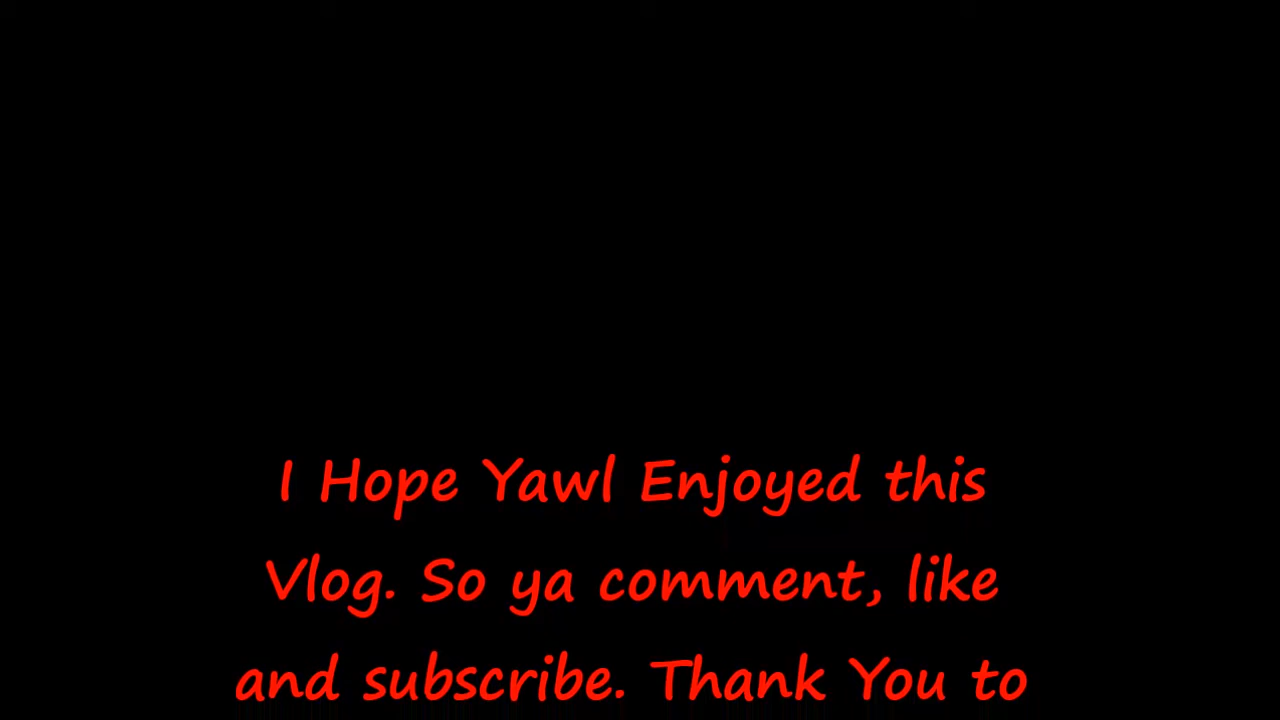 I Hope Yawl Enjoyed this
Vlog. So ya comment, like
and subscribe. Thank You to